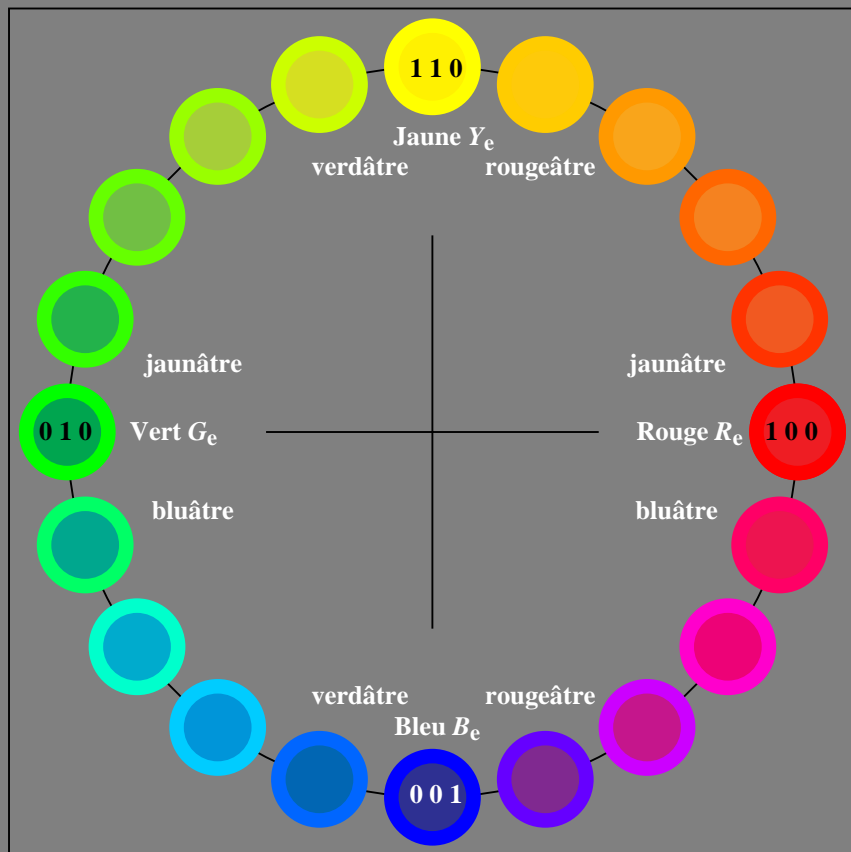 1 1 0
Jaune Ye
verdâtre rougeâtre
jaunâtre jaunâtre
0 1 0 Vert Ge Rouge Re 1 0 0
bluâtre bluâtre
verdâtre rougeâtre
Bleu Be
0 0 1